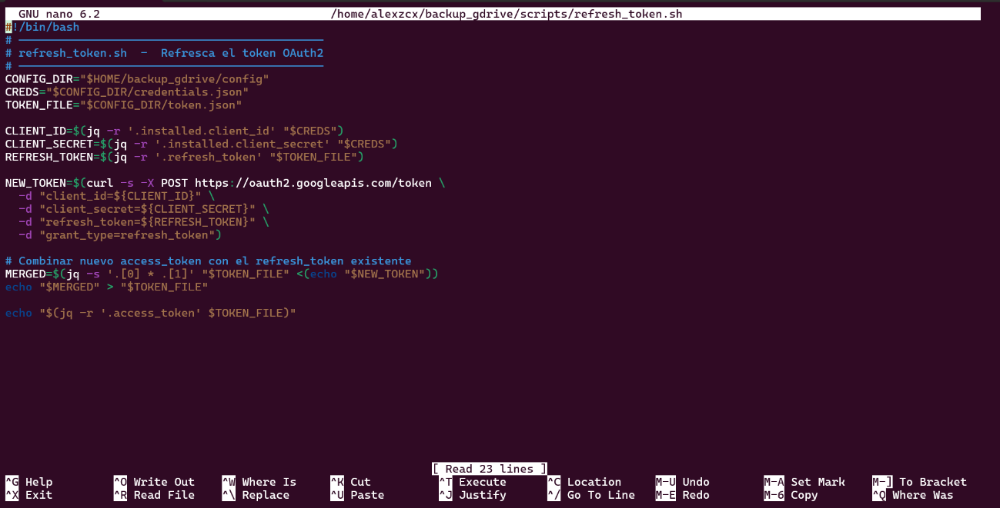 GNU nano 6.2 /home/alexzcx/backup_gdrive/scripts/refresh_token.sh
#!/bin/bash
# ─────────────────────────────────────────────
# refresh_token.sh  –  Refresca el token OAuth2
# ─────────────────────────────────────────────
CONFIG_DIR="$HOME/backup_gdrive/config"
CREDS="$CONFIG_DIR/credentials.json"
TOKEN_FILE="$CONFIG_DIR/token.json"

CLIENT_ID=$(jq -r '.installed.client_id' "$CREDS")
CLIENT_SECRET=$(jq -r '.installed.client_secret' "$CREDS")
REFRESH_TOKEN=$(jq -r '.refresh_token' "$TOKEN_FILE")

NEW_TOKEN=$(curl -s -X POST https://oauth2.googleapis.com/token \
  -d "client_id=${CLIENT_ID}" \
  -d "client_secret=${CLIENT_SECRET}" \
  -d "refresh_token=${REFRESH_TOKEN}" \
  -d "grant_type=refresh_token")

# Combinar nuevo access_token con el refresh_token existente
MERGED=$(jq -s '.[0] * .[1]' "$TOKEN_FILE" <(echo "$NEW_TOKEN"))
echo "$MERGED" > "$TOKEN_FILE"

echo "$(jq -r '.access_token' $TOKEN_FILE)"
[ Read 23 lines ]
^G Help ^O Write Out ^W Where Is ^K Cut ^T Execute ^C Location M-U Undo M-A Set Mark M-] To Bracket
^X Exit ^R Read File ^\ Replace ^U Paste ^J Justify ^/ Go To Line M-E Redo M-6 Copy ^Q Where Was